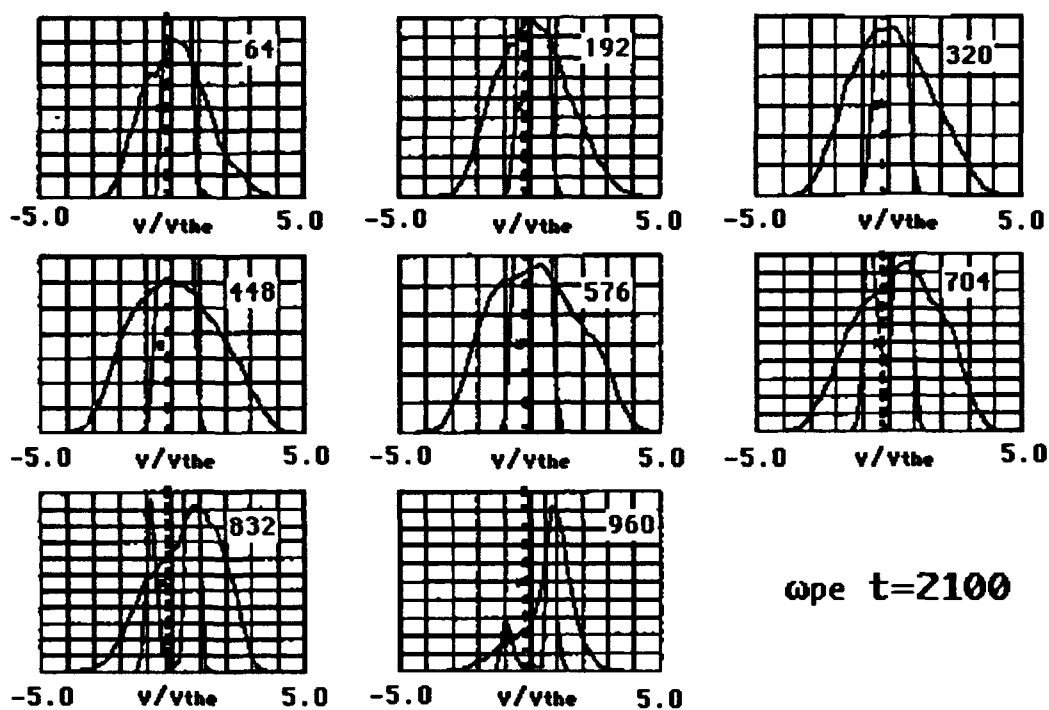 64 192 320
-5.0 v/vthe 5.0 -5.0 v/vthe 5.0 -5.0 v/vthe 5.0
448 576 704
-5.0 v/vthe 5.0 -5.0 v/vthe 5.0 -5.0 v/vthe 5.0
832 960
ωpe t=2100
-5.0 v/vthe 5.0 -5.0 v/vthe 5.0